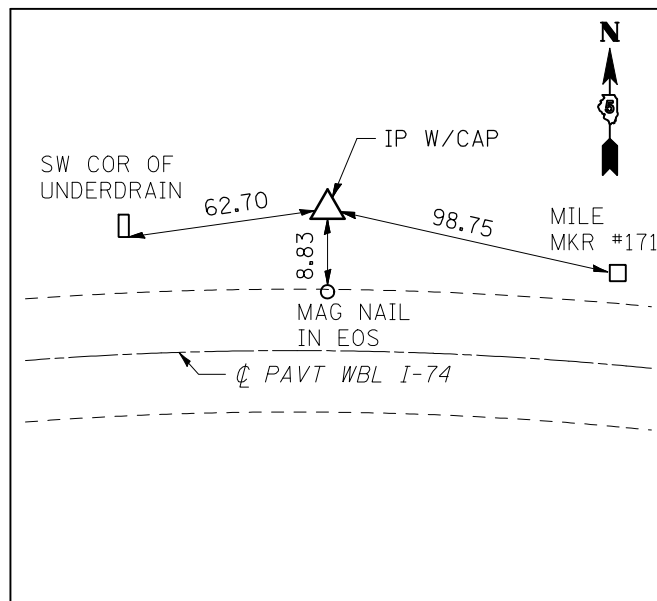 N
5
IP W/CAP
SW COR OF
UNDERDRAIN
62.70
98.75
MILE
MKR #171
8.83
MAG NAIL
IN EOS
℄ PAVT WBL I-74